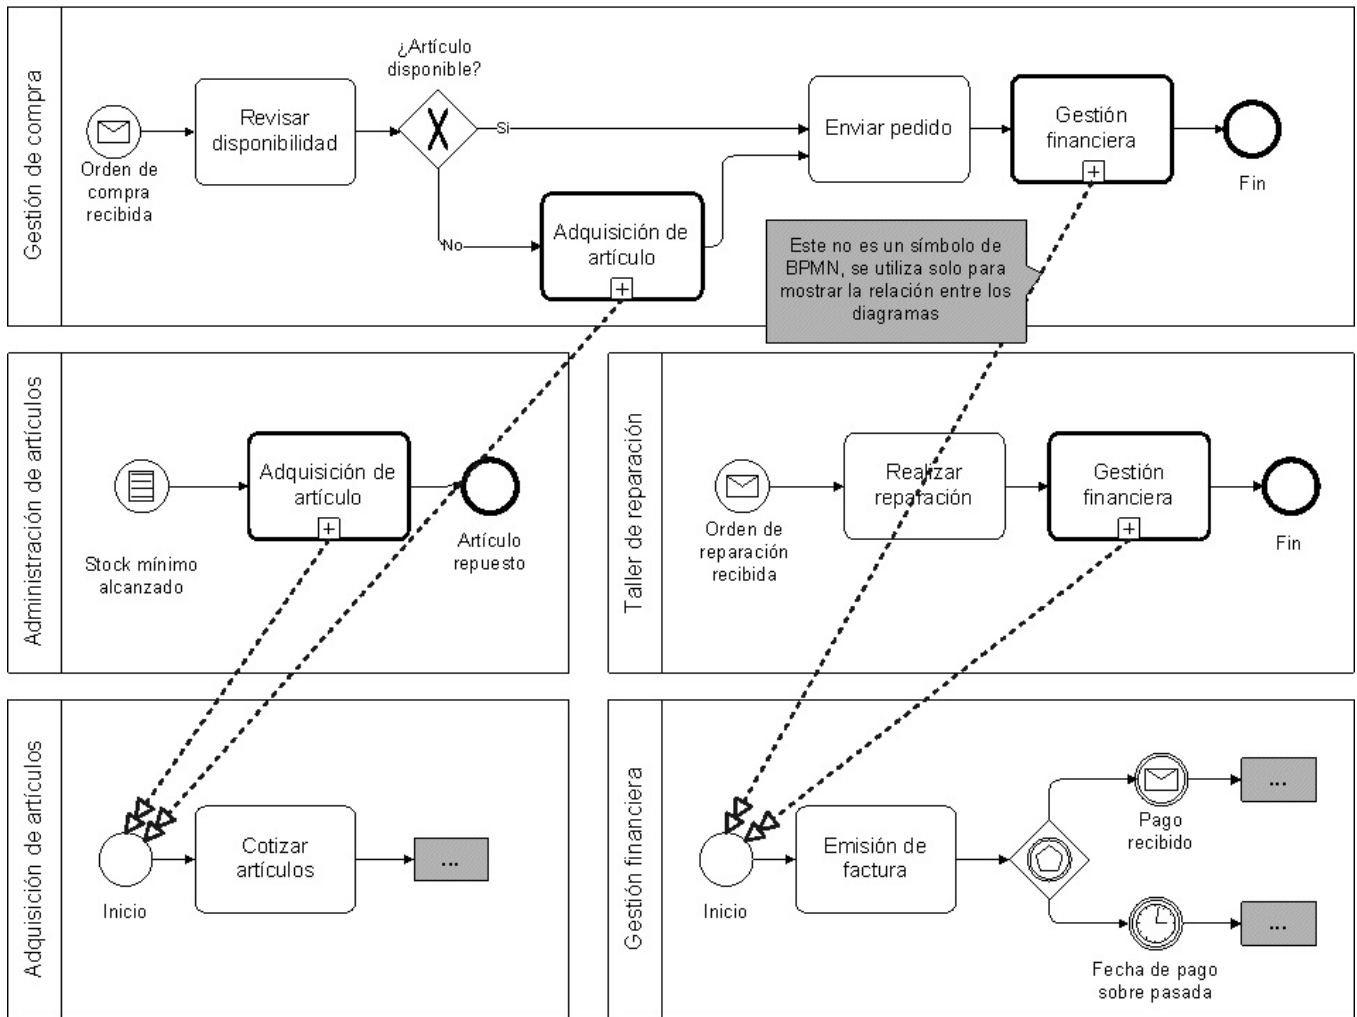 Gestión de compra
¿Artículo
disponible?
Orden de
compra
recibida
Revisar
disponibilidad
Si
No
Adquisición de
artículo
Enviar pedido
Gestión
financiera
Fin
Este no es un símbolo de
BPMN, se utiliza solo para
mostrar la relación entre los
diagramas
Administración de artículos
Stock mínimo
alcanzado
Adquisición de
artículo
Artículo
repuesto
Taller de reparación
Orden de
reparación
recibida
Realizar
reparación
Gestión
financiera
Fin
Adquisición de artículos
Inicio
Cotizar
artículos
...
Gestión financiera
Inicio
Emisión de
factura
Pago
recibido
...
Fecha de pago
sobre pasada
...